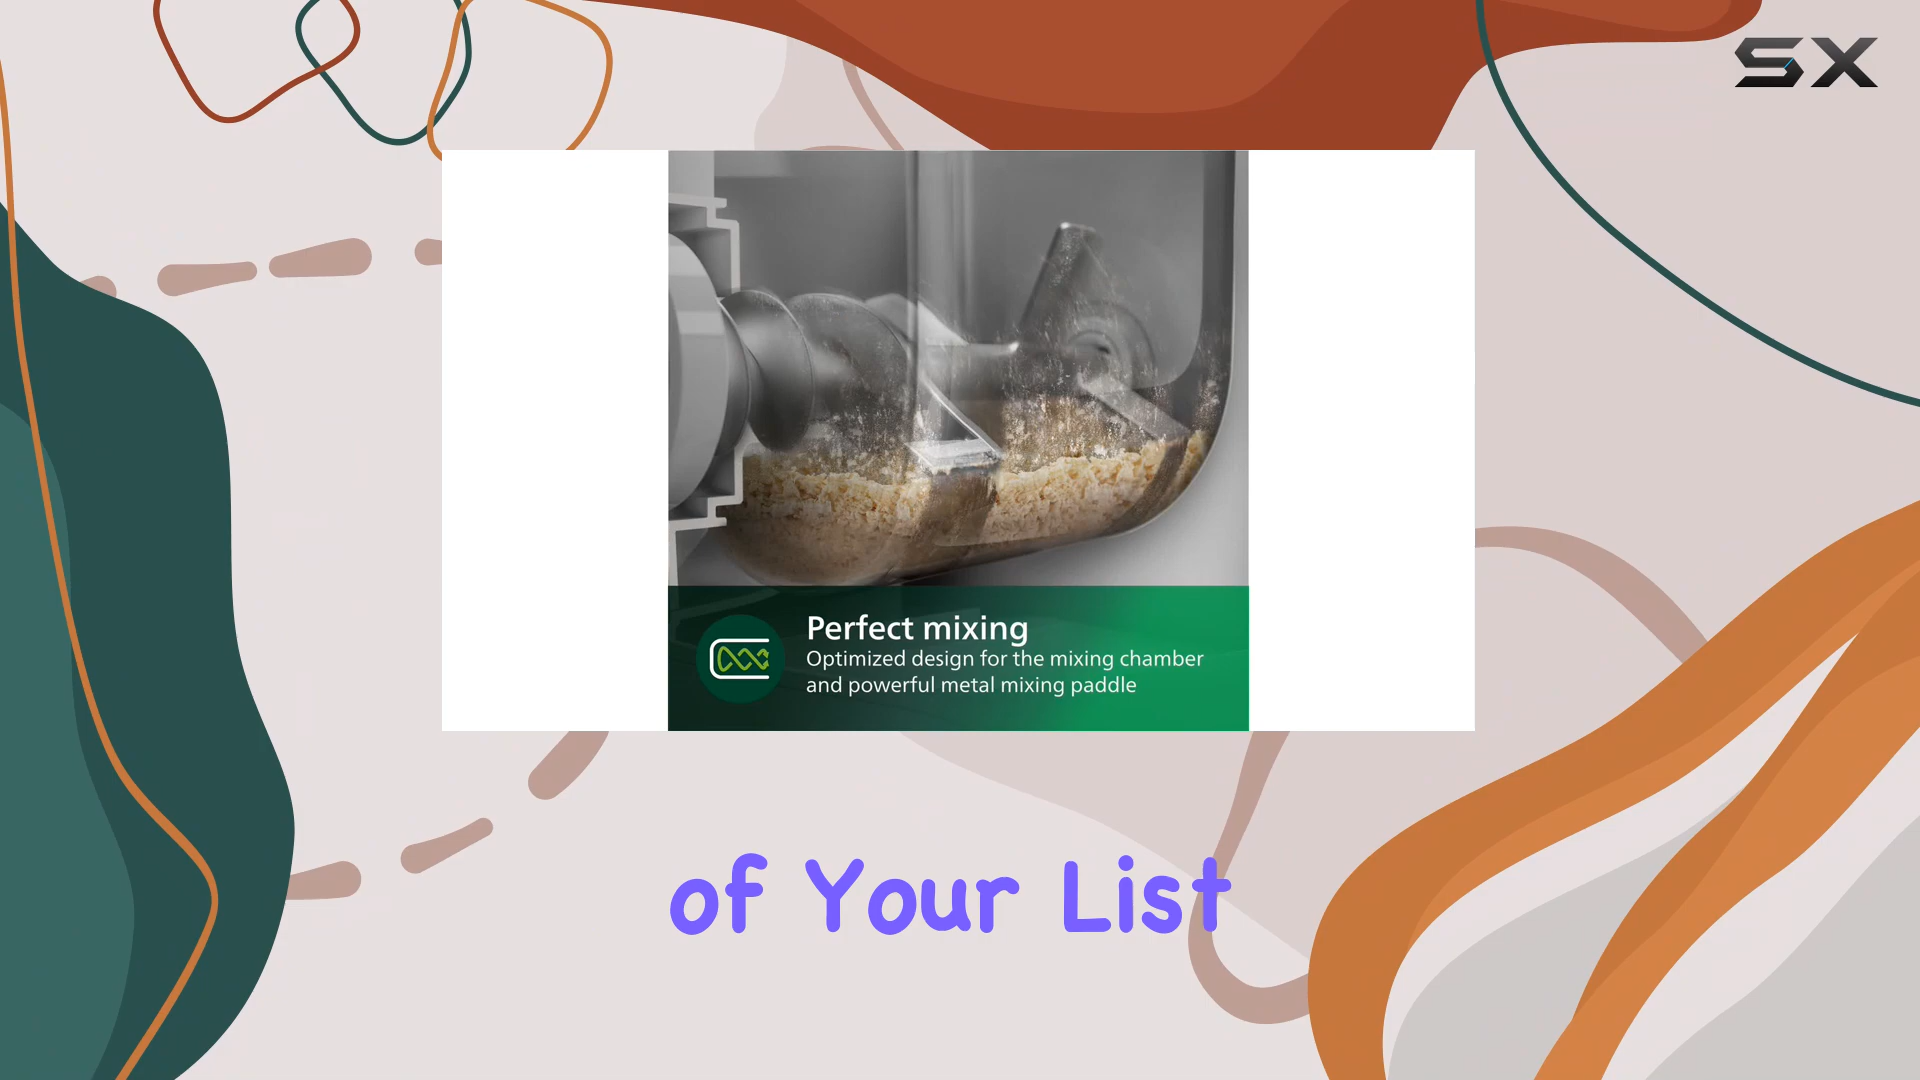 SX
Perfect mixing
Optimized design for the mixing chamber
and powerful metal mixing paddle
of Your List